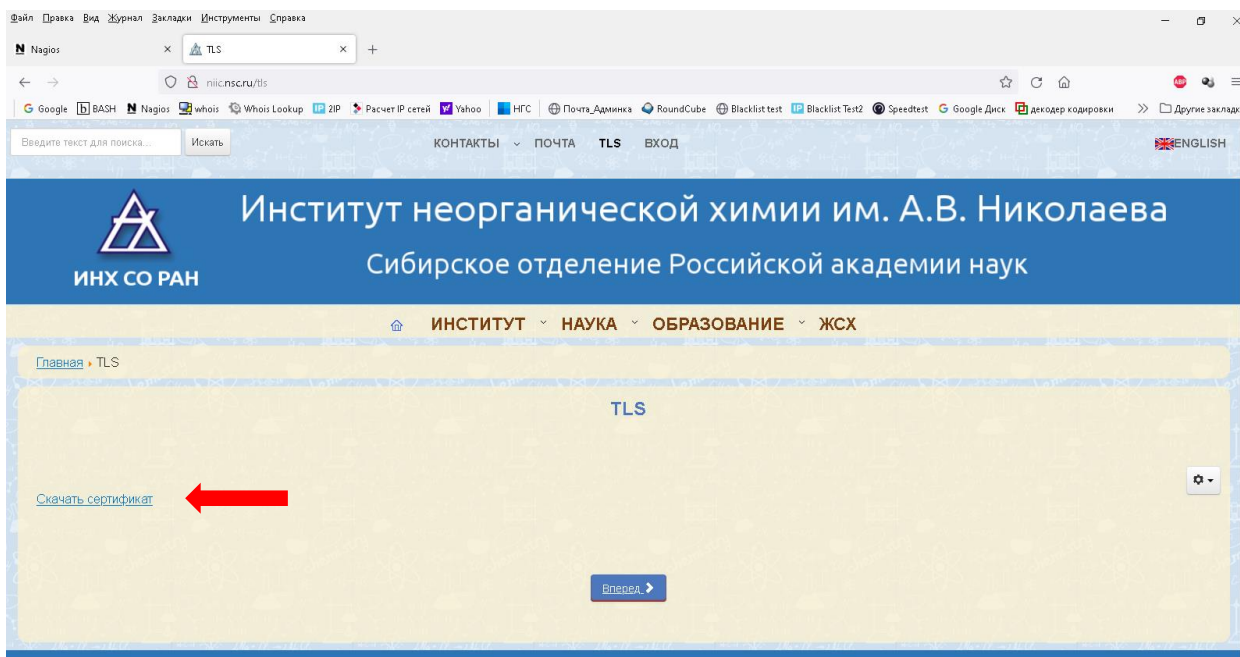 Файл Правка Вид Журнал Закладки Инструменты Справка
Nagios TLS
niic.nsc.ru/tls
Google BASH Nagios whois Whois Lookup 2IP Расчет IP сетей Yahoo НГС Почта_Админка RoundCube Blacklist test Blacklist Test2 Speedtest Google Диск декодер кодировки Другие заклад
Введите текст для поиска... Искать КОНТАКТЫ ПОЧТА TLS ВХОД ENGLISH
Институт неорганической химии им. А.В. Николаева
Сибирское отделение Российской академии наук
ИНХ СО РАН
ИНСТИТУТ НАУКА ОБРАЗОВАНИЕ ЖСХ
Главная TLS
TLS
Скачать сертификат
Вперед